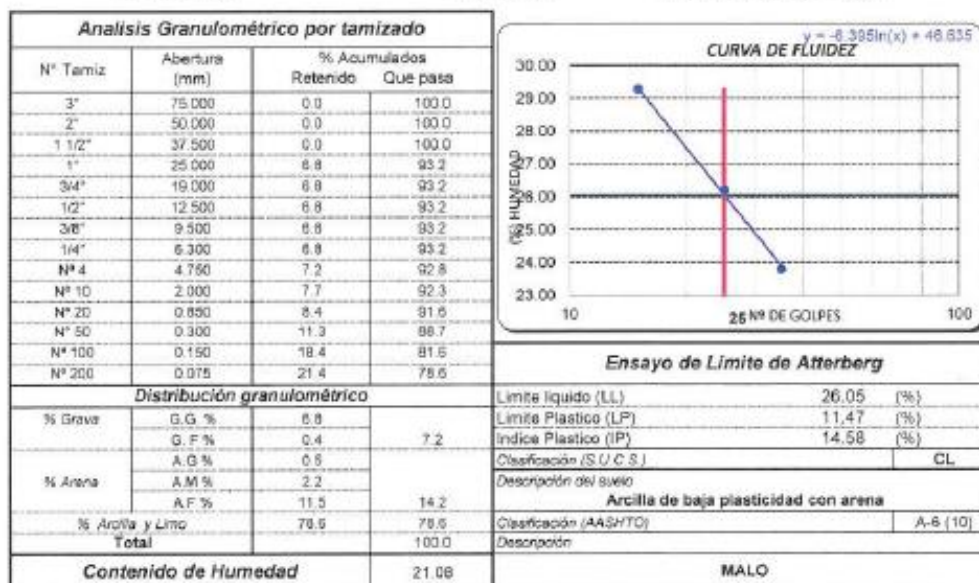 Analisis Granulométrico por tamizado
N° Tamiz Abertura (mm) % Acumulados Retenido Que pasa
3" 75.000 0.0 100.0
2" 50.000 0.0 100.0
1 1/2" 37.500 0.0 100.0
1" 25.000 6.8 93.2
3/4" 19.000 6.8 93.2
1/2" 12.500 6.8 93.2
3/8" 9.500 6.8 93.2
1/4" 6.300 6.8 93.2
Nº 4 4.750 7.2 92.8
Nº 10 2.000 7.7 92.3
Nº 20 0.850 8.4 91.6
N° 50 0.300 11.3 88.7
Nº 100 0.150 18.4 81.6
Nº 200 0.075 21.4 78.6
Distribución granulométrico
% Grava G.G. % 6.8
G. F % 0.4 7.2
% Arena A.G % 0.5
A.M % 2.2
A.F % 11.5 14.2
% Arcilla y Limo 78.6 78.6
Total 100.0
Contenido de Humedad 21.08
y = -6.395ln(x) + 46.635
CURVA DE FLUIDEZ
30.00
29.00
28.00
27.00
26.00
25.00
24.00
23.00
(%) HUMEDAD
10 25 Nº DE GOLPES 100
Ensayo de Limite de Atterberg
Limite liquido (LL) 26.05 (%)
Limite Plastico (LP) 11.47 (%)
Indice Plastico (IP) 14.58 (%)
Clasificación (S.U.C.S.) CL
Descripción del suelo
Arcilla de baja plasticidad con arena
Clasificación (AASHTO) A-6 (10)
Descripción
MALO